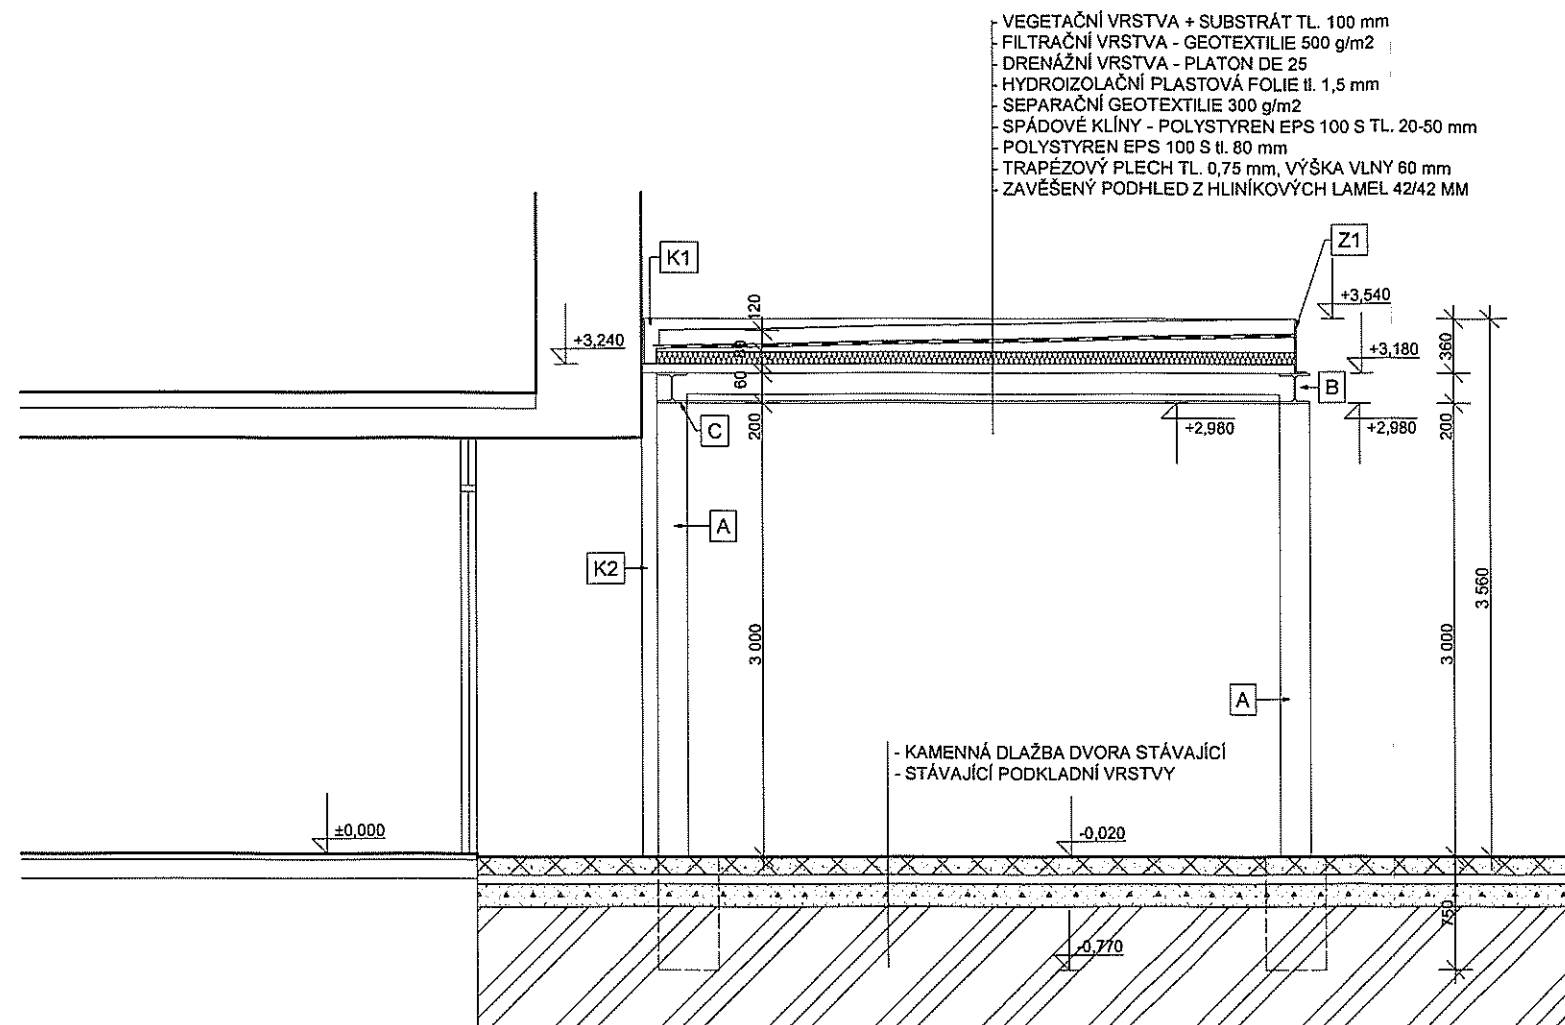 - VEGETAČNÍ VRSTVA + SUBSTRÁT TL. 100 mm
- FILTRAČNÍ VRSTVA - GEOTEXTILIE 500 g/m2
- DRENÁŽNÍ VRSTVA - PLATON DE 25
- HYDROIZOLAČNÍ PLASTOVÁ FOLIE tl. 1,5 mm
- SEPARAČNÍ GEOTEXTILIE 300 g/m2
- SPÁDOVÉ KLÍNY - POLYSTYREN EPS 100 S TL. 20-50 mm
- POLYSTYREN EPS 100 S tl. 80 mm
- TRAPÉZOVÝ PLECH TL. 0,75 mm, VÝŠKA VLNY 60 mm
- ZAVĚŠENÝ PODHLED Z HLINÍKOVÝCH LAMEL 42/42 MM
K1
Z1
+3,540
120
+3,240
80
+3,180
360
60
B
C
200
+2,980
+2,980
200
A
K2
3 560
3 000
3 000
A
- KAMENNÁ DLAŽBA DVORA STÁVAJÍCÍ
- STÁVAJÍCÍ PODKLADNÍ VRSTVY
±0,000
-0,020
750
-0,770